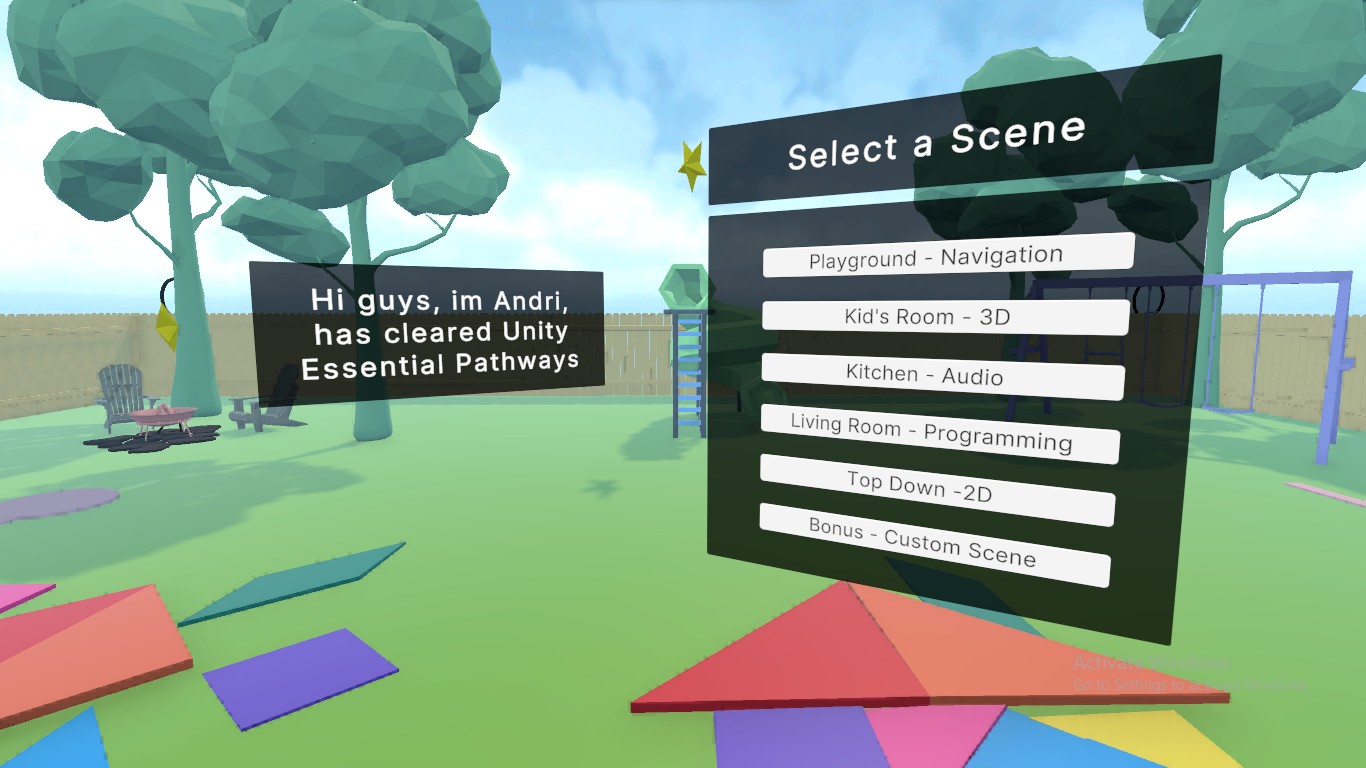 Select a Scene
Hi guys, im Andri,
has cleared Unity
Essential Pathways
Playground - Navigation
Kid's Room - 3D
Kitchen - Audio
Living Room - Programming
Top Down -2D
Bonus - Custom Scene
Activate Windows
Go to Settings to activate Windows.